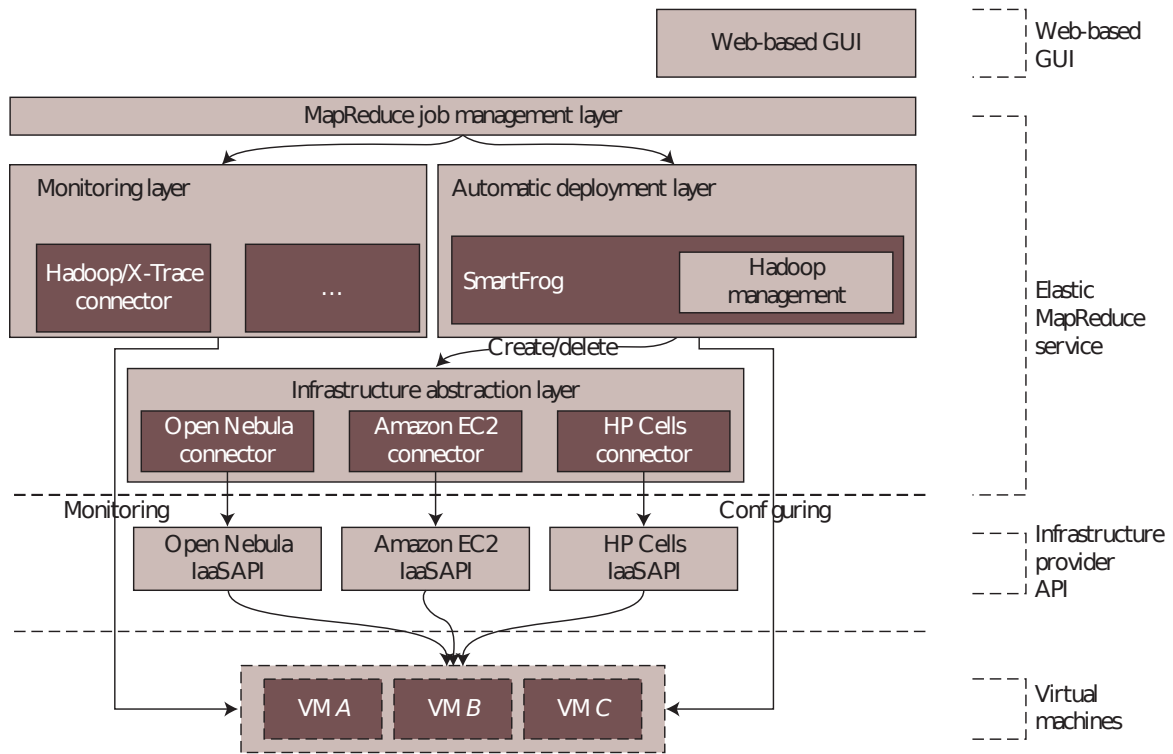 Web-based GUI
Web-based
GUI
MapReduce job management layer
Monitoring layer
Automatic deployment layer
Hadoop/X-Trace
connector
...
SmartFrog
Hadoop
management
Elastic
MapReduce
service
Create/delete
Infrastructure abstraction layer
Open Nebula
connector
Amazon EC2
connector
HP Cells
connector
Monitoring
Configuring
Open Nebula
IaaSAPI
Amazon EC2
IaaSAPI
HP Cells
IaaSAPI
Infrastructure
provider
API
VM A
VM B
VM C
Virtual
machines